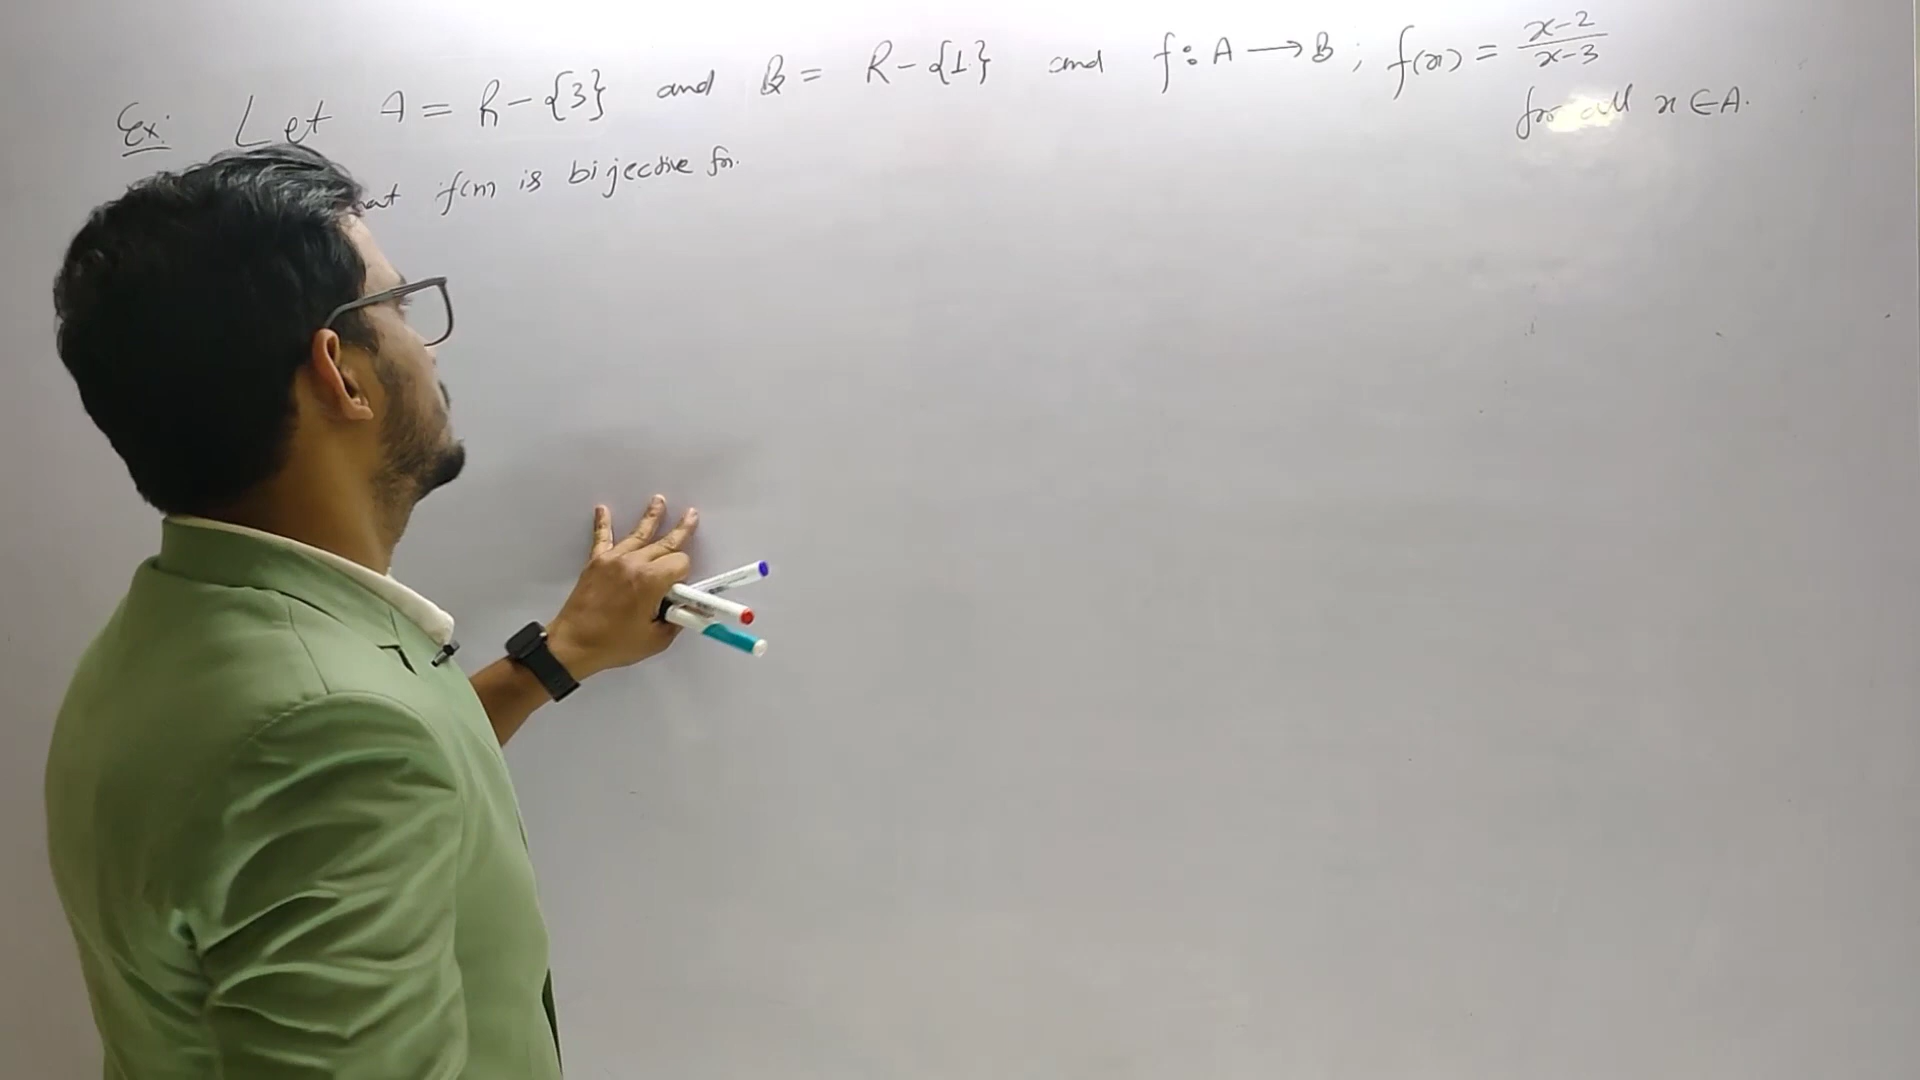 Ex: Let A = R - {3} and B = R - {1} and f: A → B ; f(x) = x-2 / x-3
for all x ∈ A.
f(x) is bijective fn.